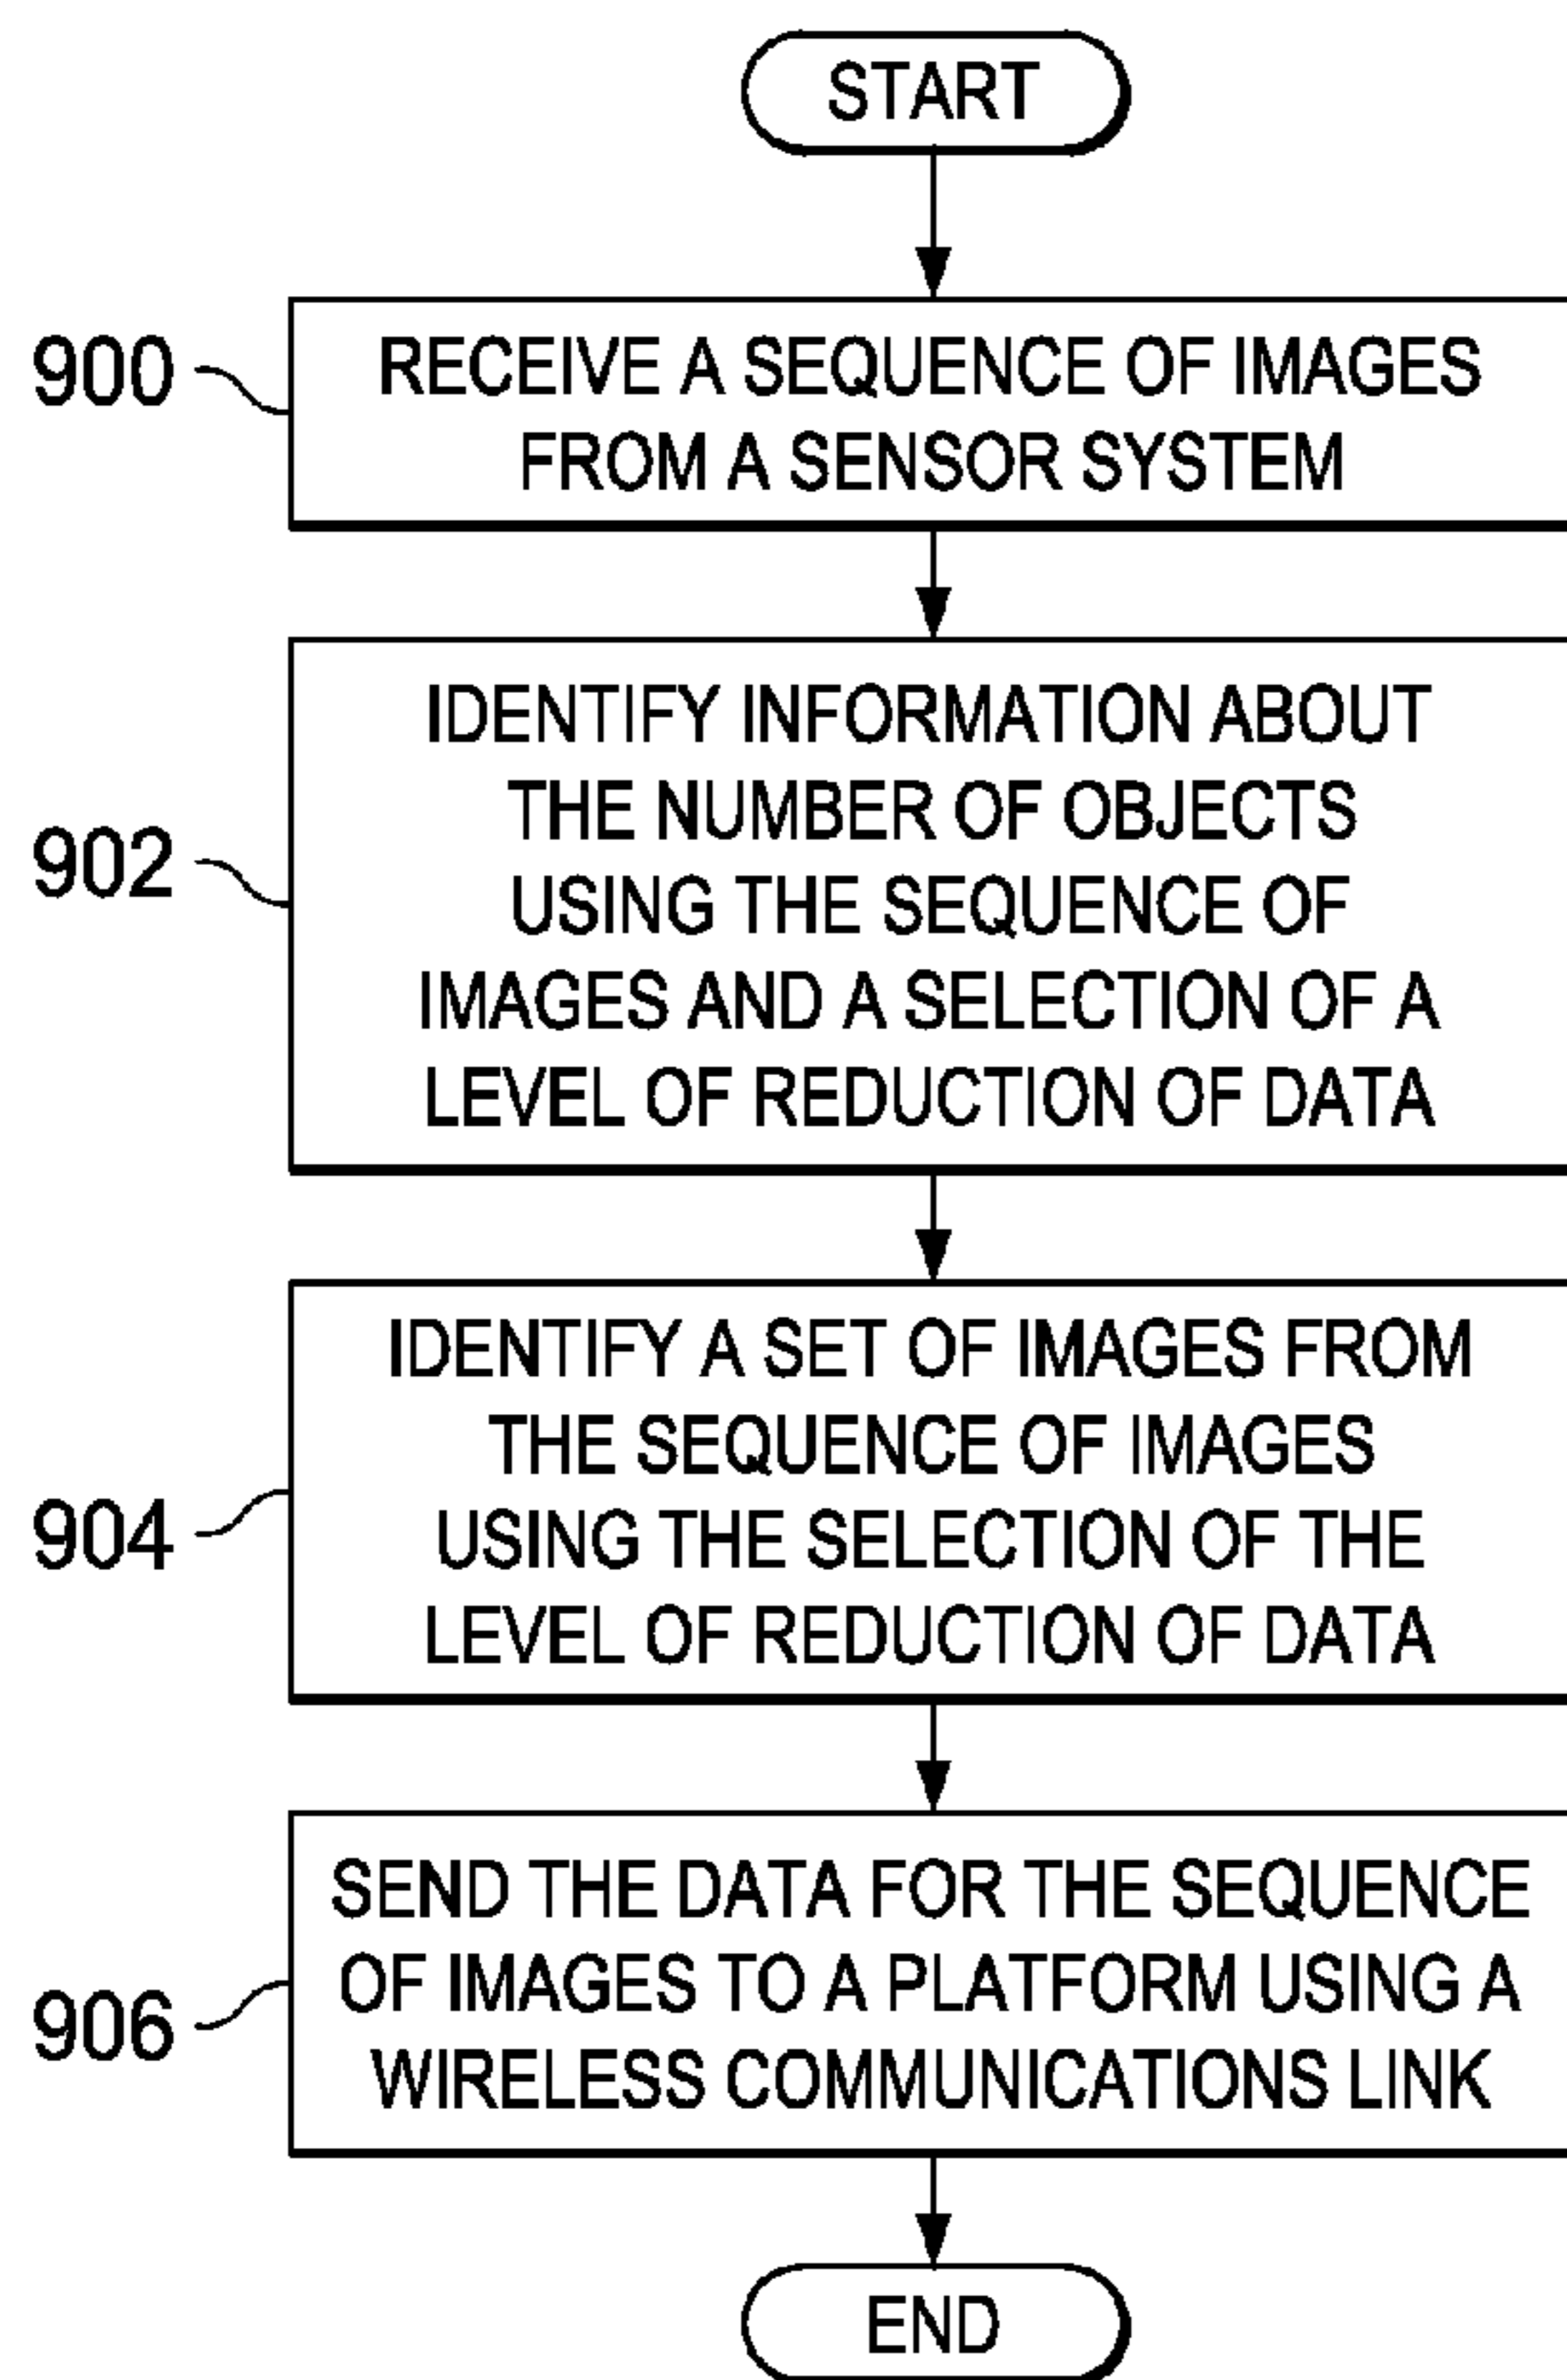 START
900
RECEIVE A SEQUENCE OF IMAGES
FROM A SENSOR SYSTEM
902
IDENTIFY INFORMATION ABOUT
THE NUMBER OF OBJECTS
USING THE SEQUENCE OF
IMAGES AND A SELECTION OF A
LEVEL OF REDUCTION OF DATA
904
IDENTIFY A SET OF IMAGES FROM
THE SEQUENCE OF IMAGES
USING THE SELECTION OF THE
LEVEL OF REDUCTION OF DATA
906
SEND THE DATA FOR THE SEQUENCE
OF IMAGES TO A PLATFORM USING A
WIRELESS COMMUNICATIONS LINK
END